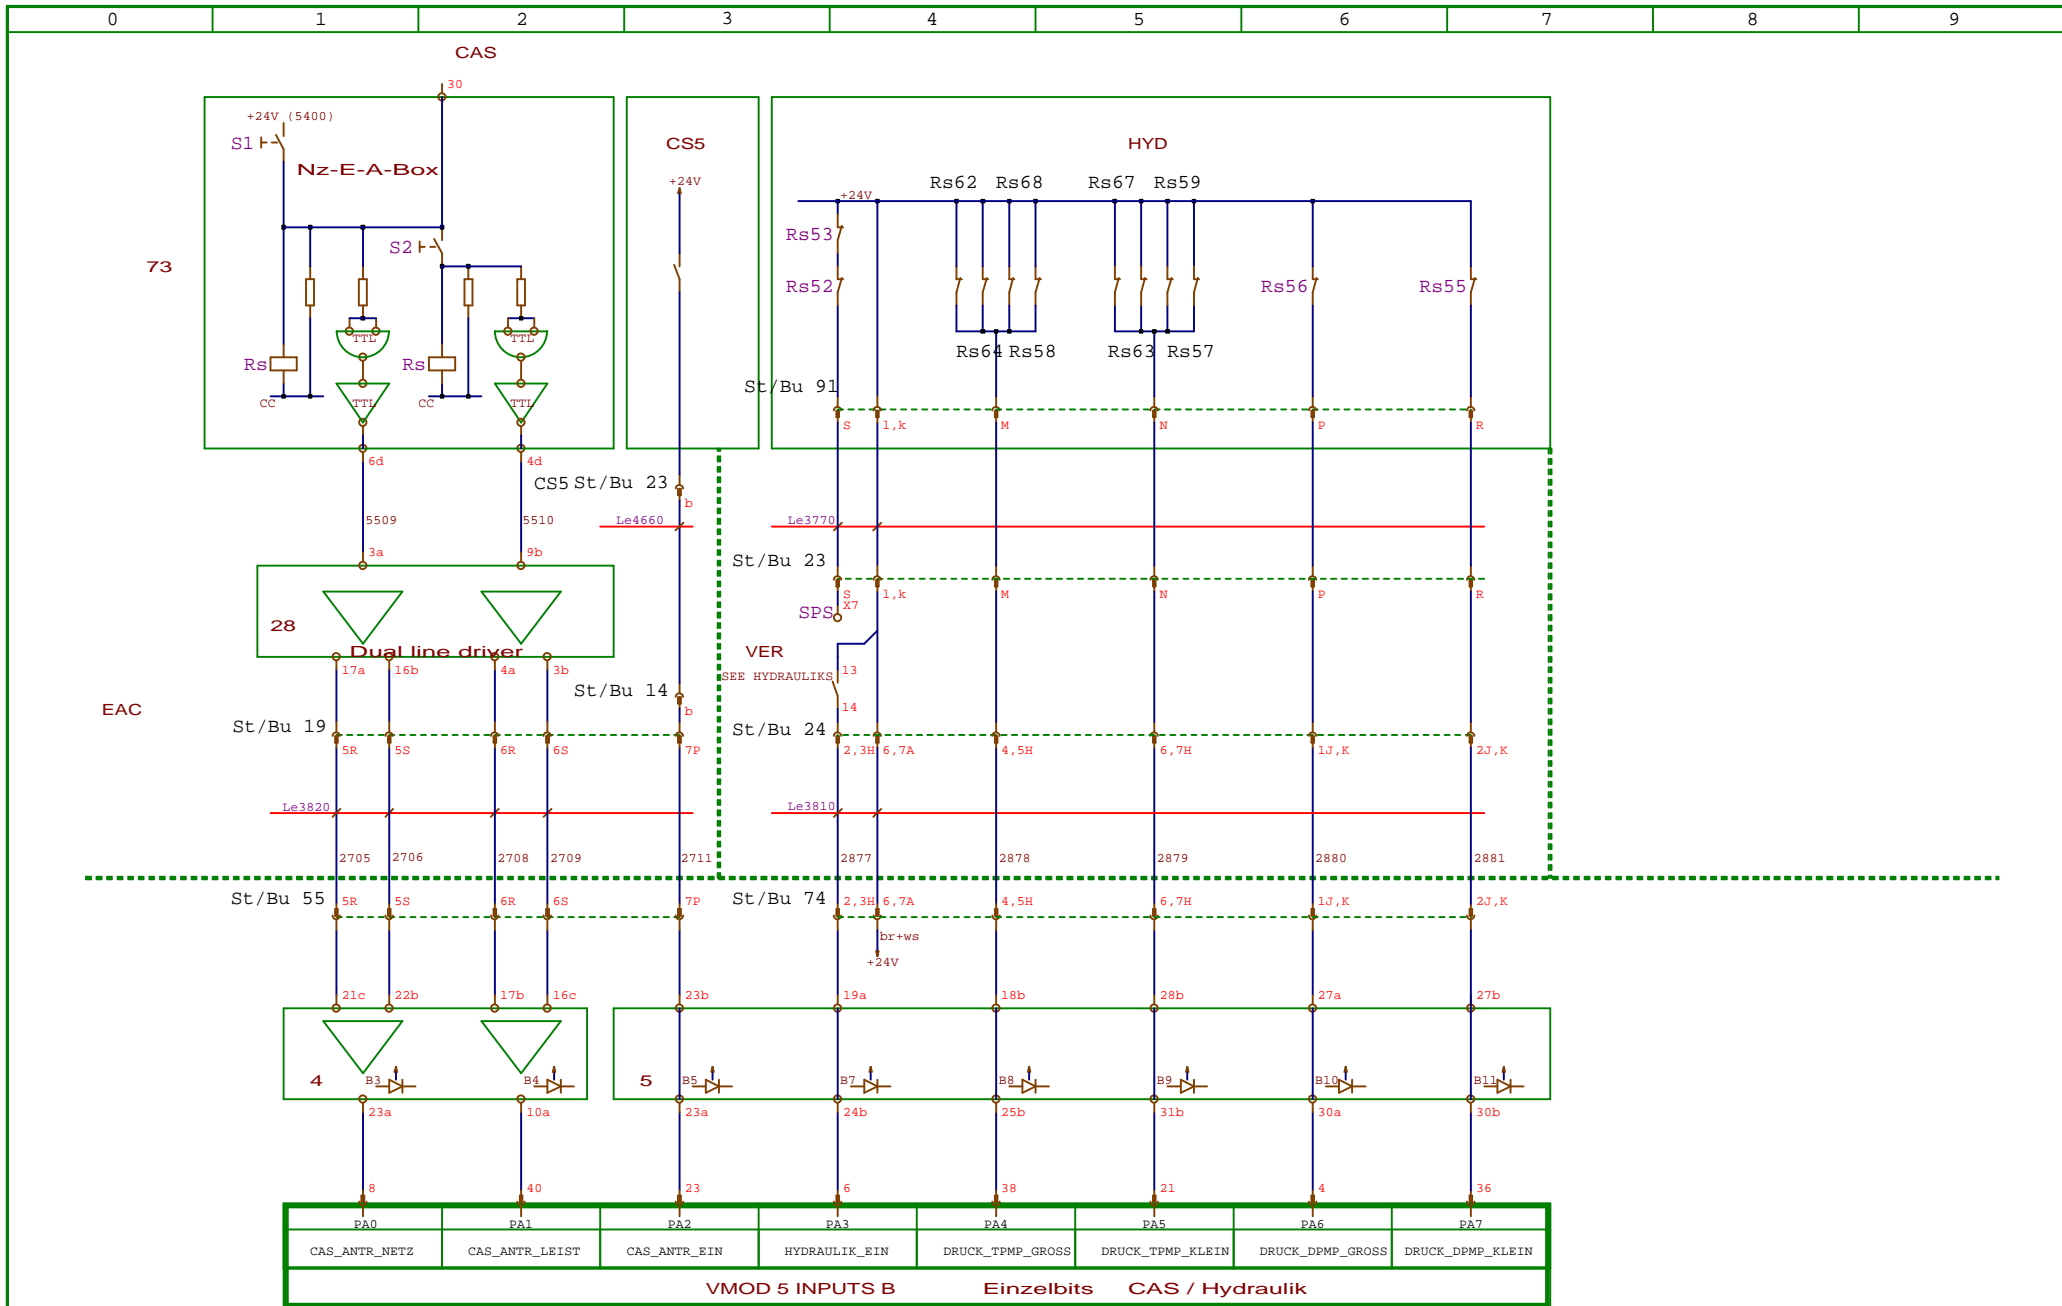 0 1 2 3 4 5 6 7 8 9
CAS
30
+24V (5400)
S1
Nz-E-A-Box
CS5
HYD
+24V
+24V
Rs62 Rs68 Rs67 Rs59
S2
Rs53
73
Rs52
Rs56
Rs55
TTL TTL
Rs Rs
Rs64 Rs58 Rs63 Rs57
St/Bu 91
CC TTL CC TTL
S l,k M N P R
6d 4d
CS5 St/Bu 23
b
5509 5510
Le4660
Le3770
3a 9b
St/Bu 23
S l,k M N P R
X7
SPS
28
Dual line driver
VER
17a 16b 4a 3b
13
SEE HYDRAULIKS
St/Bu 14
b
14
EAC
St/Bu 19
St/Bu 24
5R 5S 6R 6S 7P 2,3H 6,7A 4,5H 6,7H 1J,K 2J,K
Le3820
Le3810
2705 2706 2708 2709 2711 2877 2878 2879 2880 2881
St/Bu 55
5R 5S 6R 6S 7P
St/Bu 74
2,3H 6,7A 4,5H 6,7H 1J,K 2J,K
br+ws
+24V
21c 22b 17b 16c 23b 19a 18b 28b 27a 27b
4 B3 B4 5 B5 B7 B8 B9 B10 B11
23a 10a 23a 24b 25b 31b 30a 30b
8 40 23 6 38 21 4 36
PA0 PA1 PA2 PA3 PA4 PA5 PA6 PA7
CAS_ANTR_NETZ CAS_ANTR_LEIST CAS_ANTR_EIN HYDRAULIK_EIN DRUCK_TPMP_GROSS DRUCK_TPMP_KLEIN DRUCK_DPMP_GROSS DRUCK_DPMP_KLEIN
VMOD 5 INPUTS B Einzelbits CAS / Hydraulik